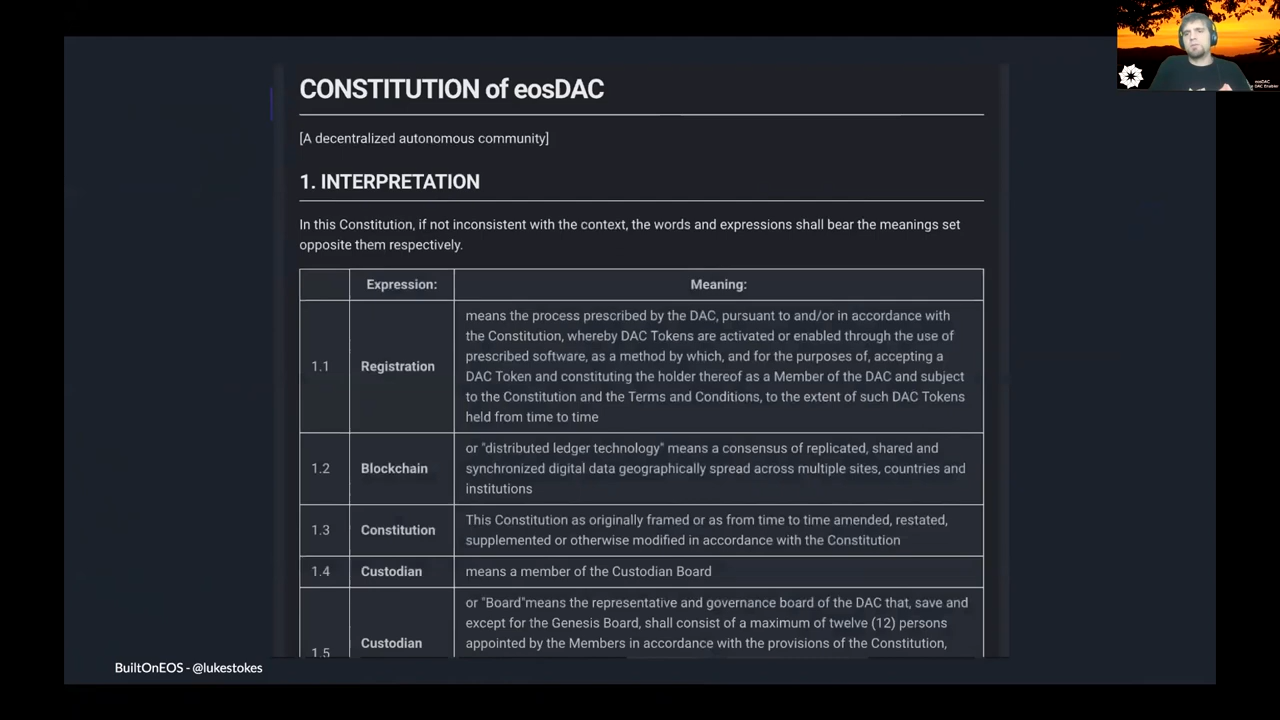 CONSTITUTION of eosDAC
[A decentralized autonomous community]
1. INTERPRETATION
In this Constitution, if not inconsistent with the context, the words and expressions shall bear the meanings set
opposite them respectively.
Expression:
Meaning:
1.1
Registration
means the process prescribed by the DAC, pursuant to and/or in accordance with
the Constitution, whereby DAC Tokens are activated or enabled through the use of
prescribed software, as a method by which, and for the purposes of, accepting a
DAC Token and constituting the holder thereof as a Member of the DAC and subject
to the Constitution and the Terms and Conditions, to the extent of such DAC Tokens
held from time to time
1.2
Blockchain
or "distributed ledger technology" means a consensus of replicated, shared and
synchronized digital data geographically spread across multiple sites, countries and
institutions
1.3
Constitution
This Constitution as originally framed or as from time to time amended, restated,
supplemented or otherwise modified in accordance with the Constitution
1.4
Custodian
means a member of the Custodian Board
1.5
Custodian
or "Board"means the representative and governance board of the DAC that, save and
except for the Genesis Board, shall consist of a maximum of twelve (12) persons
appointed by the Members in accordance with the provisions of the Constitution,
BuiltOnEOS - @lukestokes
eosDAC